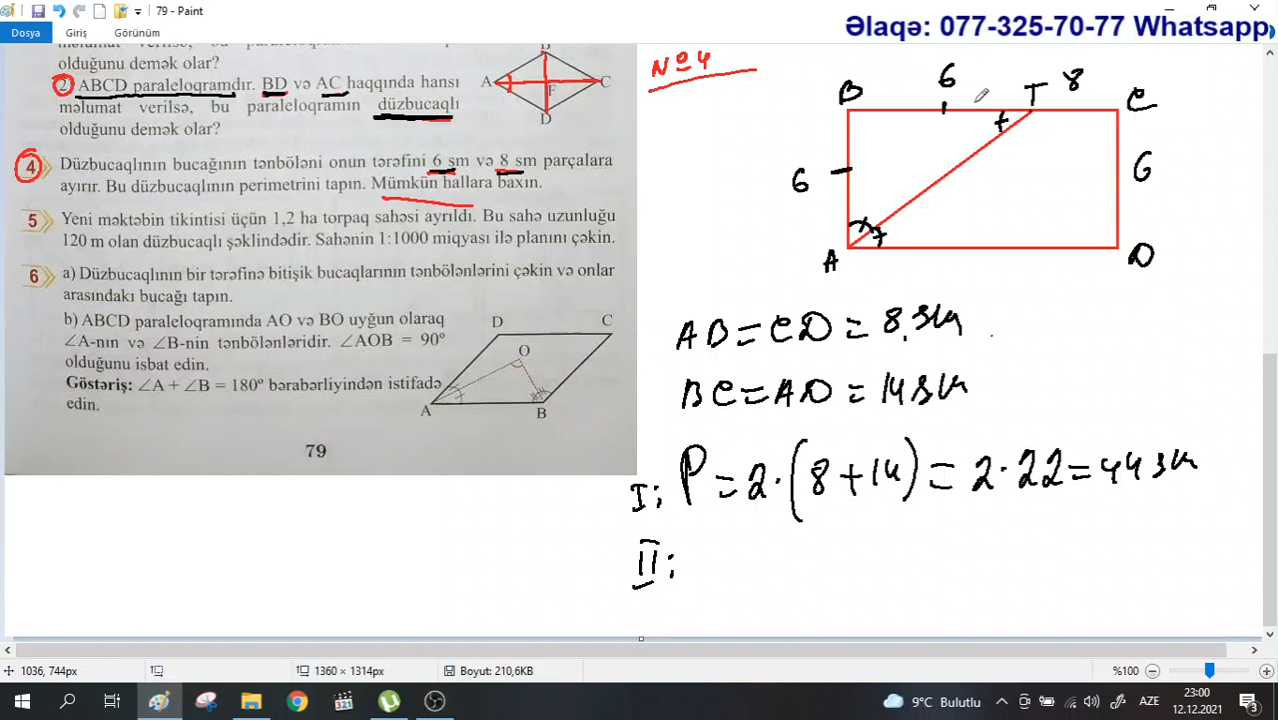 79 - Paint
Əlaqə: 077-325-70-77 Whatsapp
Dosya Giriş Görünüm
olduğunu demək olar?
2) ABCD paraleloqramdır. BD və AC haqqında hansı
məlumat verilsə, bu paraleloqramın düzbucaqlı
olduğunu demək olar?
B
A C
F
D
4 Düzbucaqlının bucağının tənböləni onun tərəfini 6 sm və 8 sm parçalara
ayırır. Bu düzbucaqlının perimetrini tapın. Mümkün hallara baxın.
5 Yeni məktəbin tikintisi üçün 1,2 ha torpaq sahəsi ayrıldı. Bu sahə uzunluğu
120 m olan düzbucaqlı şəklindədir. Sahənin 1:1000 miqyası ilə planını çəkin.
6 a) Düzbucaqlının bir tərəfinə bitişik bucaqlarının tənbölənlərini çəkin və onlar
arasındakı bucağı tapın.
b) ABCD paraleloqramında AO və BO uyğun olaraq
∠A-nın və ∠B-nin tənbölənləridir. ∠AOB = 90°
olduğunu isbat edin.
Göstəriş: ∠A + ∠B = 180° bərabərliyindən istifadə
edin.
D C
O
A B
79
№ 4
B 6 T 8 C
6 6
A D
AB = CD = 8 sm
BC = AD = 14 sm
I; P = 2·(8+14) = 2·22 = 44 sm
II;
1036, 744px 1360 × 1314px Boyut: 210,6KB %100
9°C Bulutlu AZE 23:00
12.12.2021